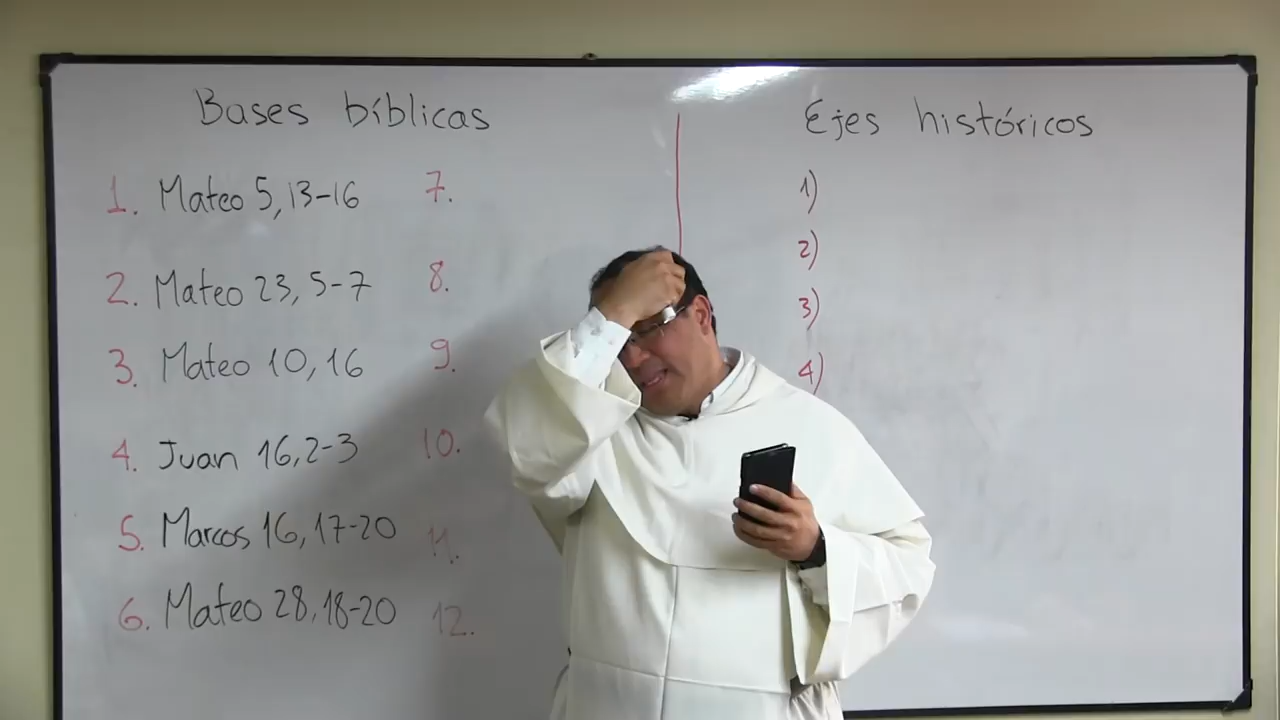 Bases bíblicas
1. Mateo 5, 13-16
2. Mateo 23, 5-7
3. Mateo 10, 16
4. Juan 16, 2-3
5. Marcos 16, 17-20
6. Mateo 28, 18-20
7.
8.
9.
10.
11.
12.
Ejes históricos
1)
2)
3)
4)